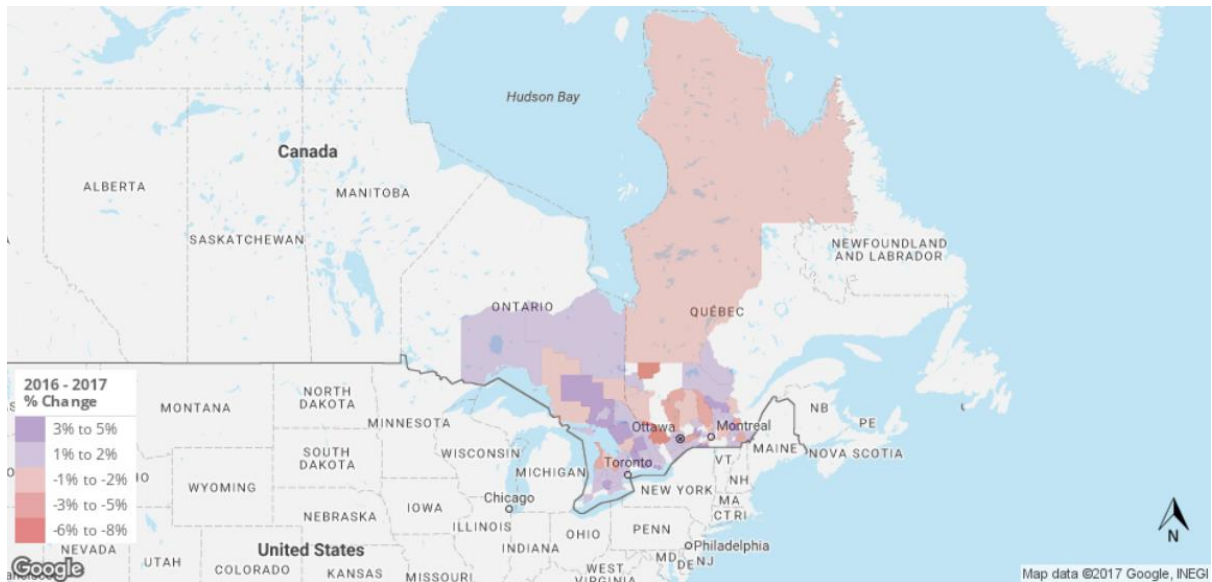 Hudson Bay
Canada
ALBERTA
MANITOBA
SASKATCHEWAN
NEWFOUNDLAND
AND LABRADOR
ONTARIO
QUÉBEC
2016 - 2017
% Change
3% to 5%
1% to 2%
-1% to -2%
-3% to -5%
-6% to -8%
MONTANA
NORTH
DAKOTA
MINNESOTA
Ottawa
Montreal
NB
PE
NOVA SCOTIA
MAINE
VT
NH
SOUTH
DAKOTA
WISCONSIN
MICHIGAN
Toronto
NEW YORK
MA
CT RI
WYOMING
IOWA
Chicago
NEBRASKA
ILLINOIS
INDIANA
OHIO
PENN
Philadelphia
MD
DE
NJ
NEVADA
UTAH
COLORADO
United States
KANSAS
MISSOURI
WEST
VIRGINIA
N
Google
Map data ©2017 Google, INEGI